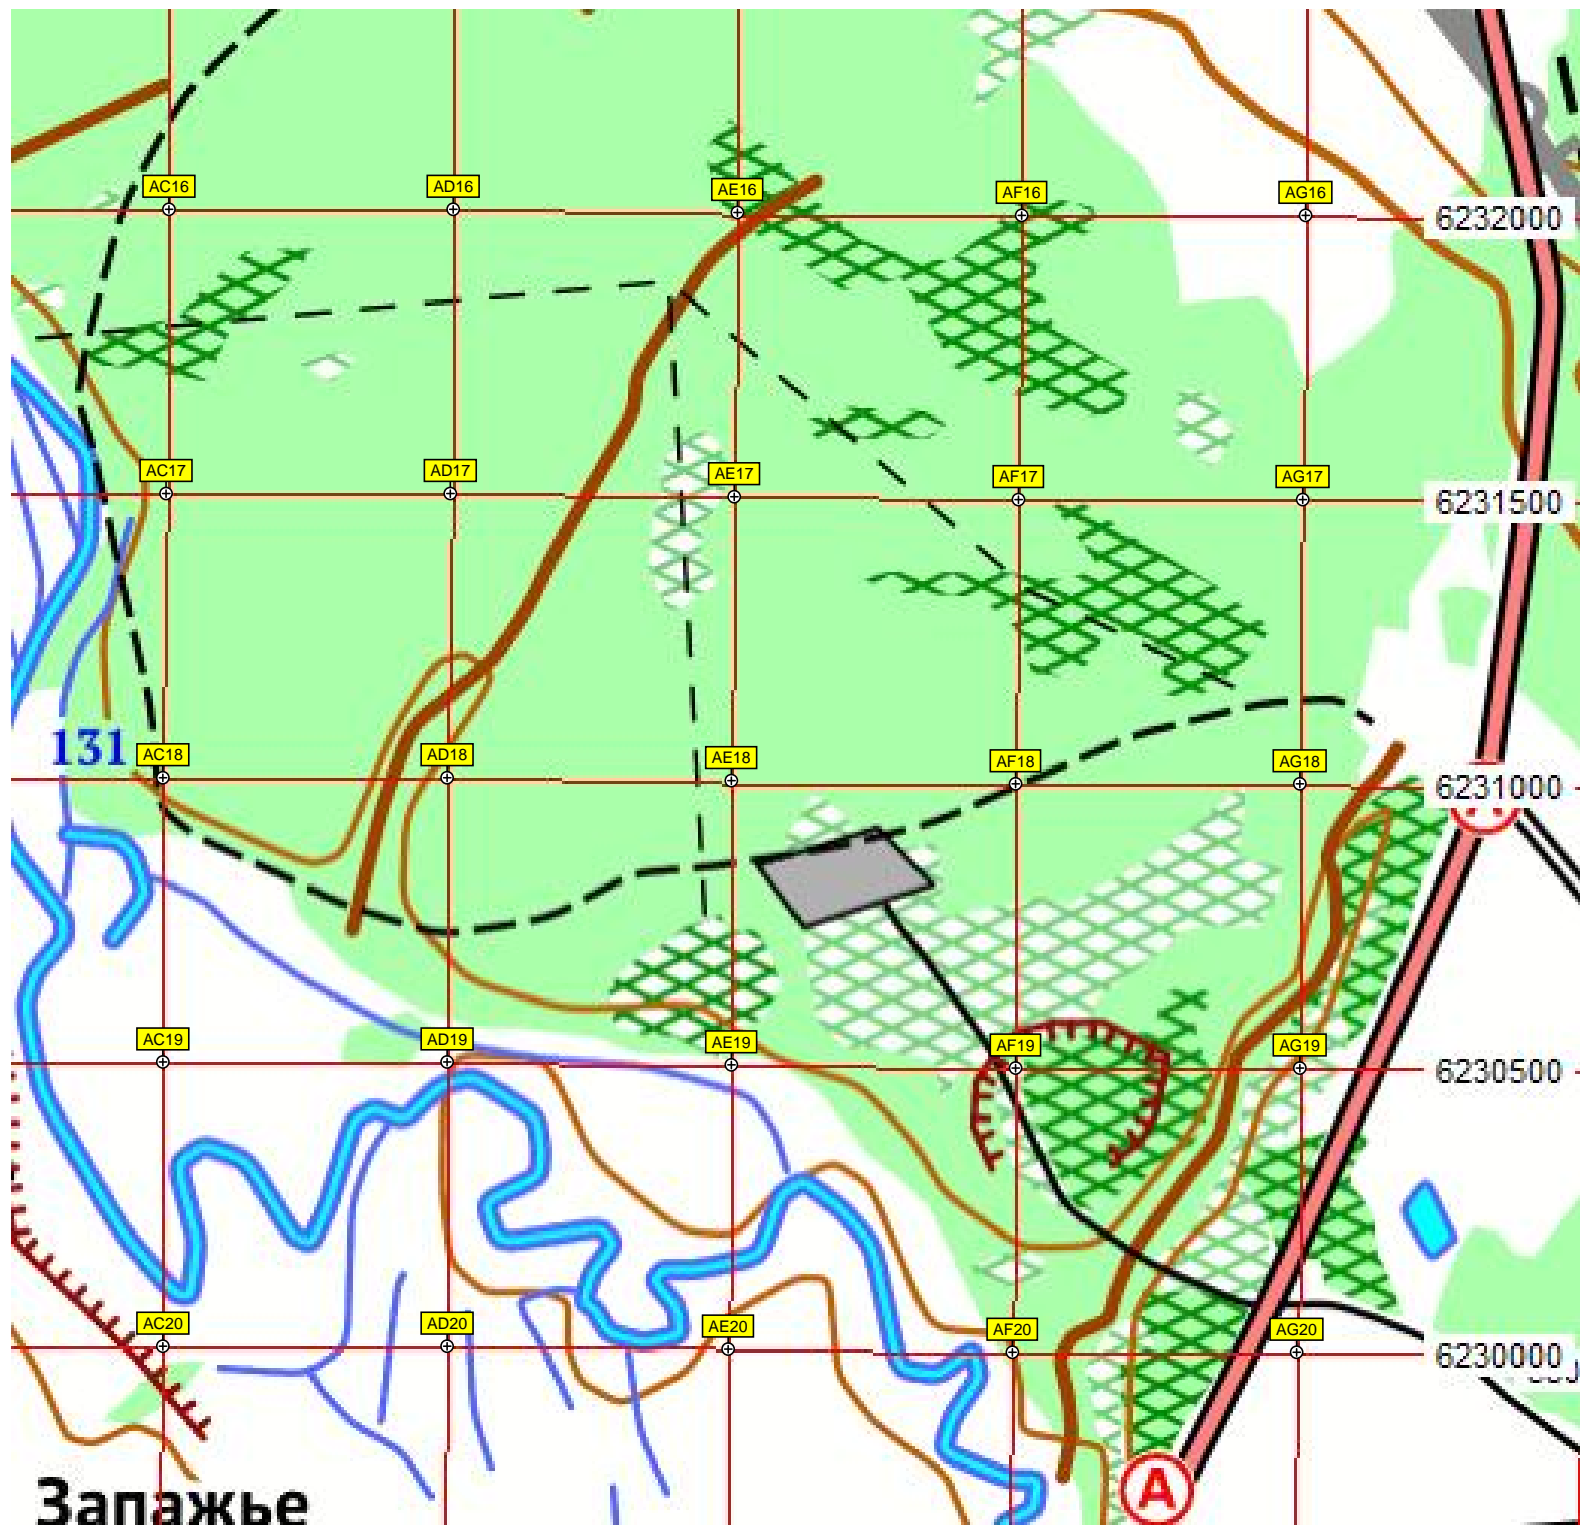 AC16 AD16 AE16 AF16 AG16
6232000
AC17 AD17 AE17 AF17 AG17
6231500
131
AC18 AD18 AE18 AF18 AG18
6231000
AC19 AD19 AE19 AF19 AG19
6230500
AC20 AD20 AE20 AF20 AG20
6230000
Запажье
А